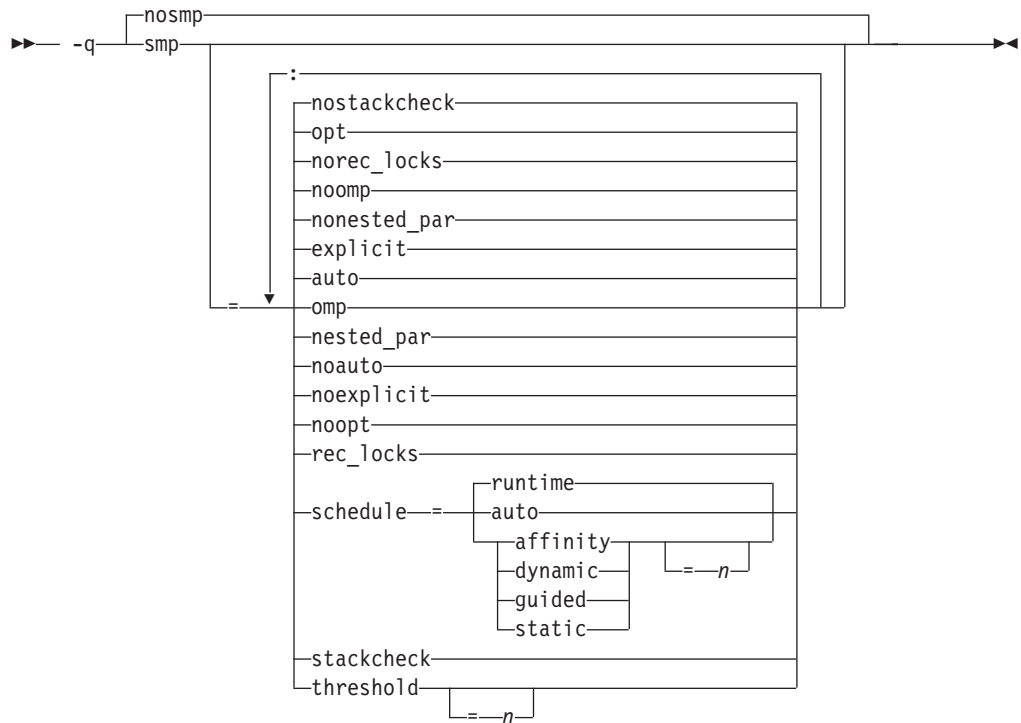 nosmp
-q smp
:
nostackcheck
opt
norec_locks
noomp
nonested_par
explicit
auto
= omp
nested_par
noauto
noexplicit
noopt
rec_locks
runtime
schedule = auto
affinity
= n
dynamic
guided
static
stackcheck
threshold
= n